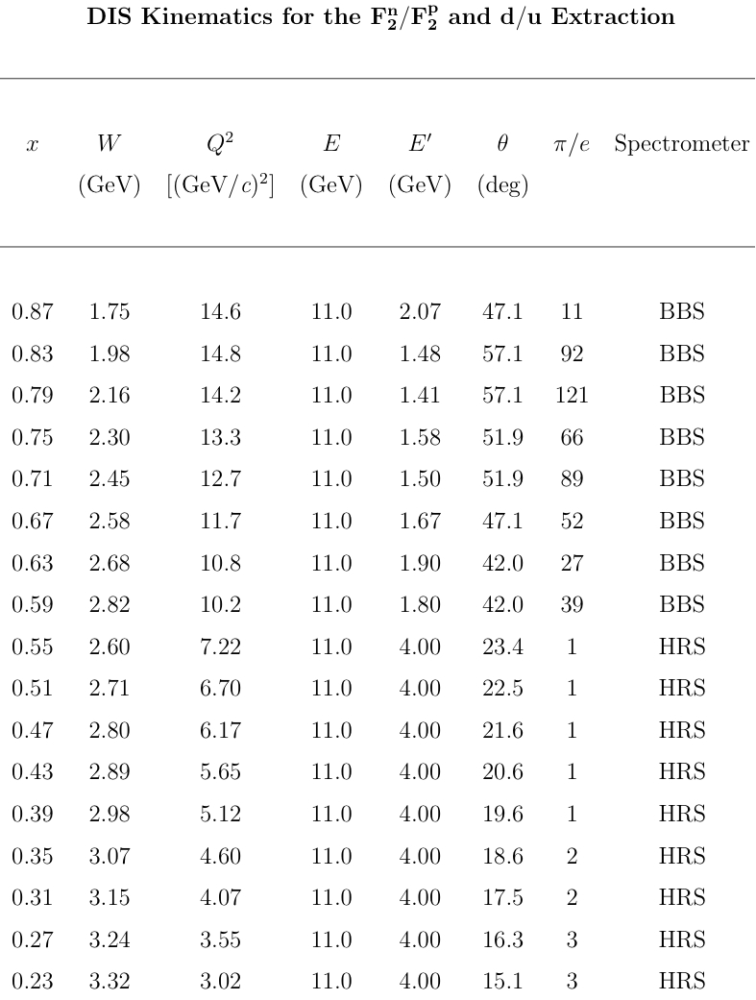 DIS Kinematics for the F₂ⁿ/F₂ᵖ and d/u Extraction
x W Q² E E′ θ π/e Spectrometer
(GeV) [(GeV/c)²] (GeV) (GeV) (deg)
0.87 1.75 14.6 11.0 2.07 47.1 11 BBS
0.83 1.98 14.8 11.0 1.48 57.1 92 BBS
0.79 2.16 14.2 11.0 1.41 57.1 121 BBS
0.75 2.30 13.3 11.0 1.58 51.9 66 BBS
0.71 2.45 12.7 11.0 1.50 51.9 89 BBS
0.67 2.58 11.7 11.0 1.67 47.1 52 BBS
0.63 2.68 10.8 11.0 1.90 42.0 27 BBS
0.59 2.82 10.2 11.0 1.80 42.0 39 BBS
0.55 2.60 7.22 11.0 4.00 23.4 1 HRS
0.51 2.71 6.70 11.0 4.00 22.5 1 HRS
0.47 2.80 6.17 11.0 4.00 21.6 1 HRS
0.43 2.89 5.65 11.0 4.00 20.6 1 HRS
0.39 2.98 5.12 11.0 4.00 19.6 1 HRS
0.35 3.07 4.60 11.0 4.00 18.6 2 HRS
0.31 3.15 4.07 11.0 4.00 17.5 2 HRS
0.27 3.24 3.55 11.0 4.00 16.3 3 HRS
0.23 3.32 3.02 11.0 4.00 15.1 3 HRS